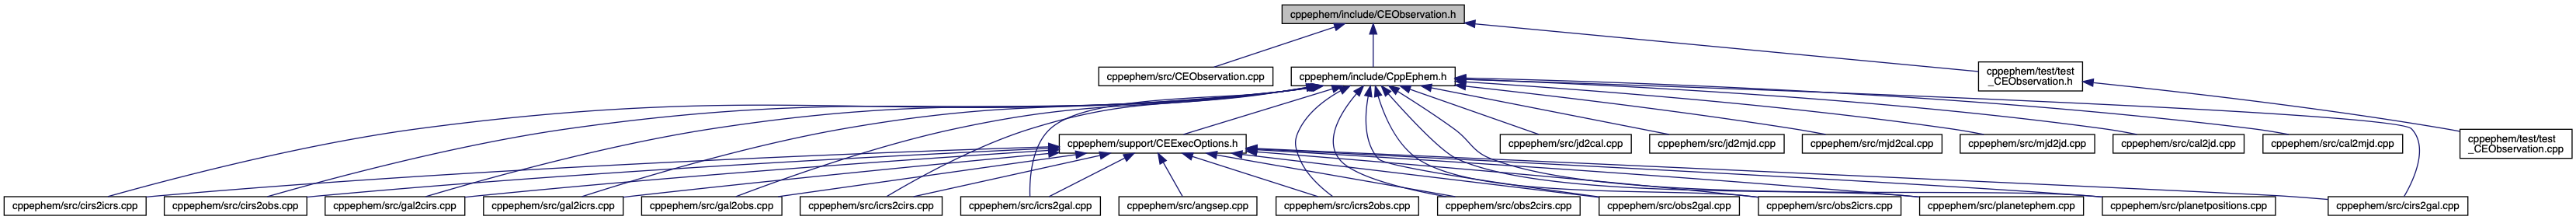 cppephem/include/CEObservation.h
cppephem/src/CEObservation.cpp
cppephem/include/CppEphem.h
cppephem/test/test
_CEObservation.h
cppephem/support/CEExecOptions.h
cppephem/src/jd2cal.cpp
cppephem/src/jd2mjd.cpp
cppephem/src/mjd2cal.cpp
cppephem/src/mjd2jd.cpp
cppephem/src/cal2jd.cpp
cppephem/src/cal2mjd.cpp
cppephem/test/test
_CEObservation.cpp
cppephem/src/cirs2icrs.cpp
cppephem/src/cirs2obs.cpp
cppephem/src/gal2cirs.cpp
cppephem/src/gal2icrs.cpp
cppephem/src/gal2obs.cpp
cppephem/src/icrs2cirs.cpp
cppephem/src/icrs2gal.cpp
cppephem/src/angsep.cpp
cppephem/src/icrs2obs.cpp
cppephem/src/obs2cirs.cpp
cppephem/src/obs2gal.cpp
cppephem/src/obs2icrs.cpp
cppephem/src/planetephem.cpp
cppephem/src/planetpositions.cpp
cppephem/src/cirs2gal.cpp